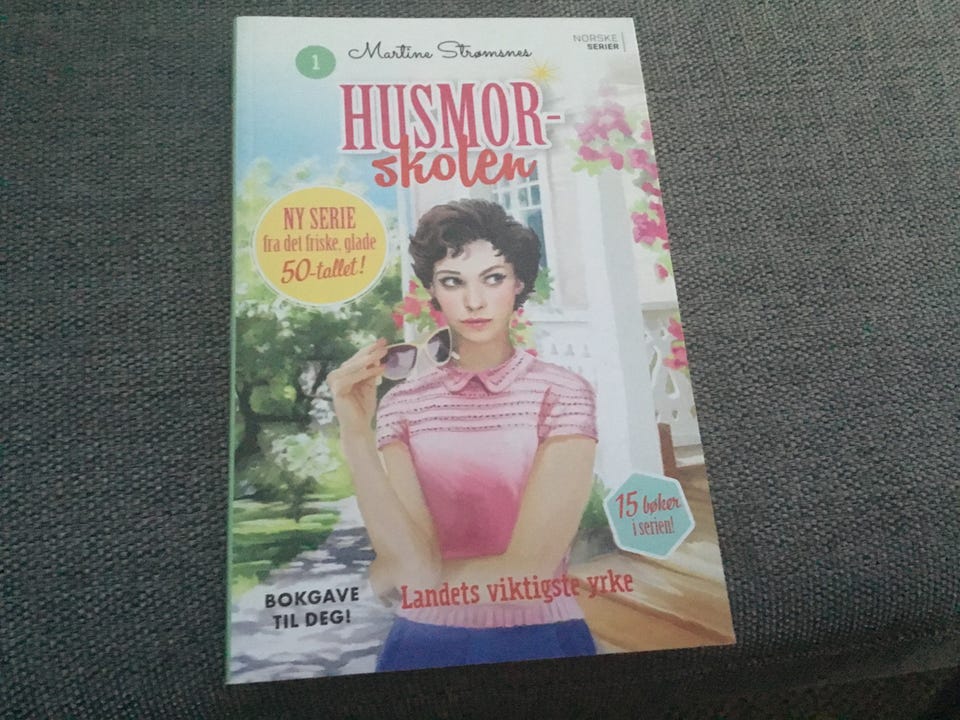 1
Martine Strømsnes
NORSKE
SERIER
HUSMOR-
skolen
NY SERIE
fra det friske, glade
50-tallet!
15 bøker
i serien!
Landets viktigste yrke
BOKGAVE
TIL DEG!